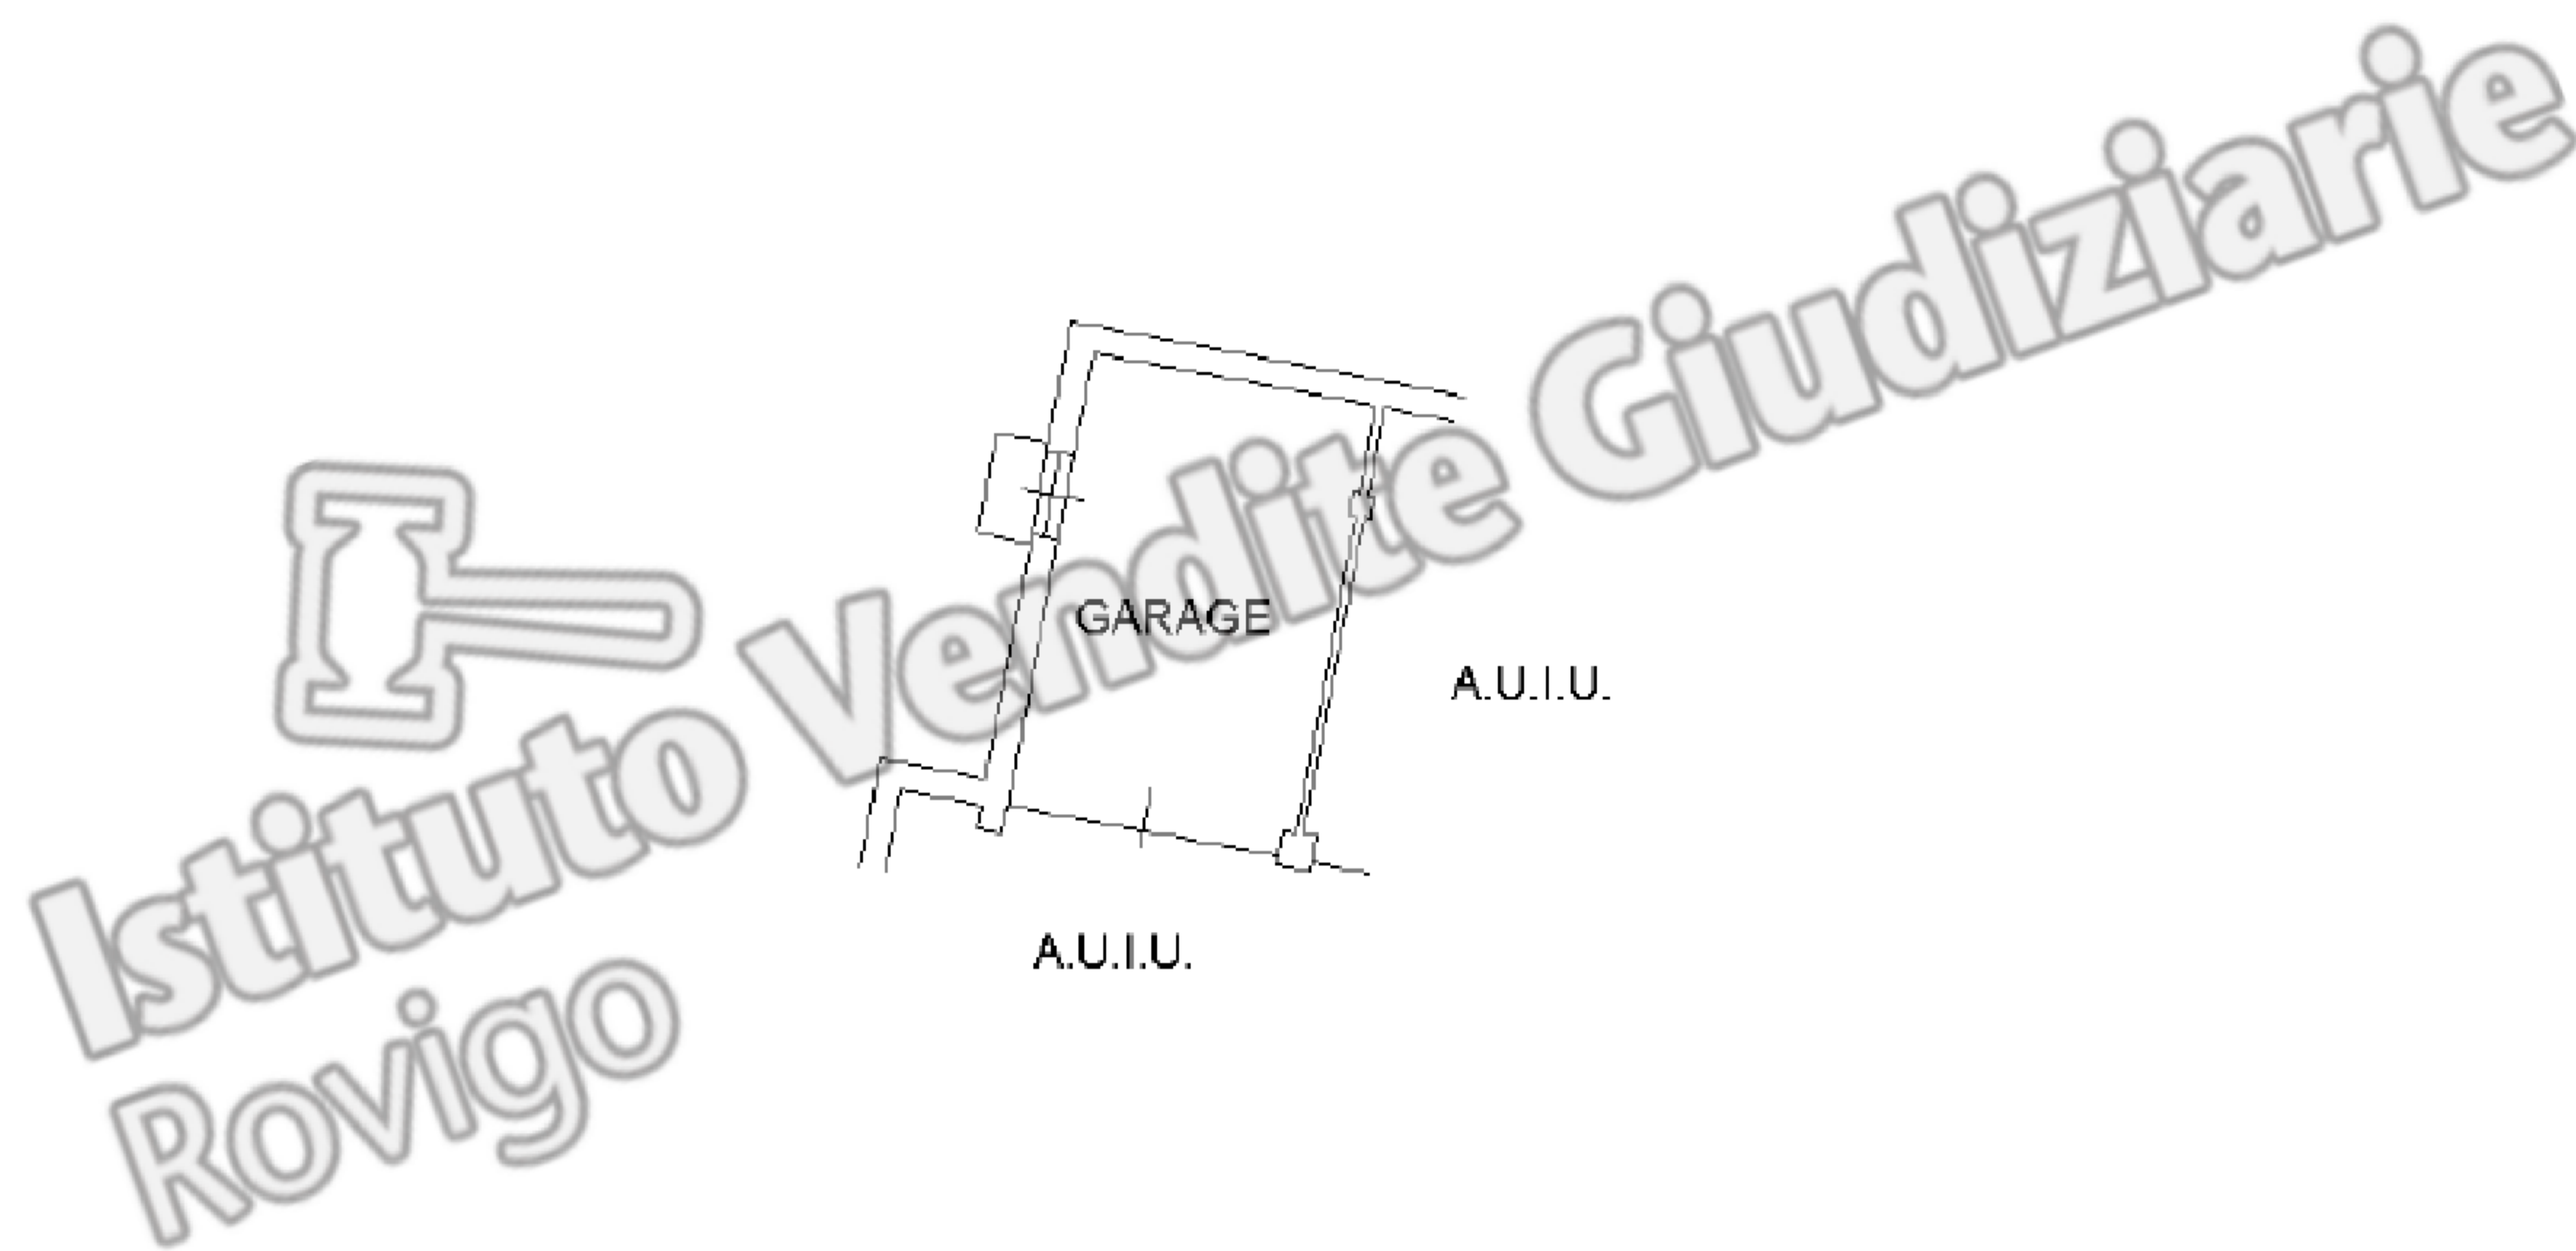 Istituto Vendite Giudiziarie
Rovigo
GARAGE
A.U.I.U.
A.U.I.U.